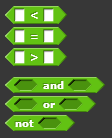 <
=
>
and
or
not